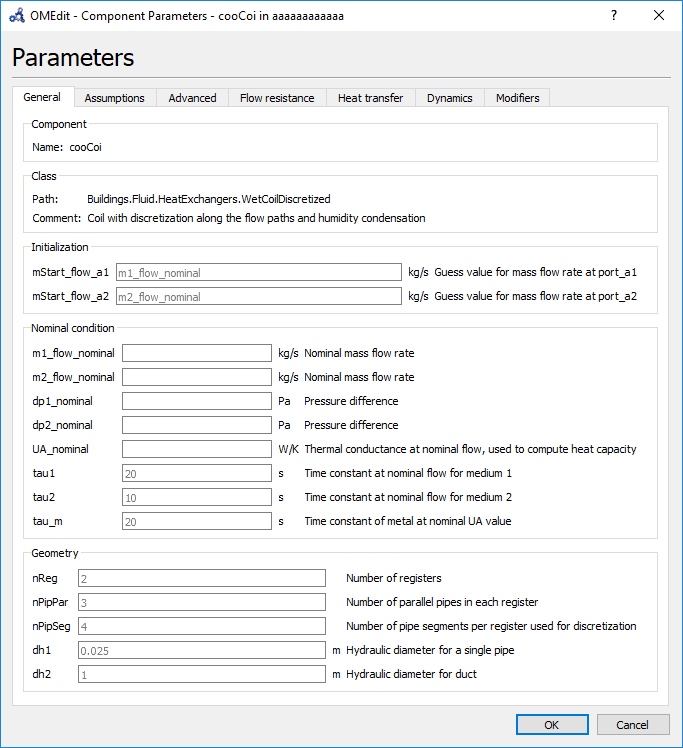 OMEdit - Component Parameters - cooCoi in aaaaaaaaaaaa
Parameters
General Assumptions Advanced Flow resistance Heat transfer Dynamics Modifiers
Component
Name: cooCoi
Class
Path: Buildings.Fluid.HeatExchangers.WetCoilDiscretized
Comment: Coil with discretization along the flow paths and humidity condensation
Initialization
mStart_flow_a1 m1_flow_nominal kg/s Guess value for mass flow rate at port_a1
mStart_flow_a2 m2_flow_nominal kg/s Guess value for mass flow rate at port_a2
Nominal condition
m1_flow_nominal kg/s Nominal mass flow rate
m2_flow_nominal kg/s Nominal mass flow rate
dp1_nominal Pa Pressure difference
dp2_nominal Pa Pressure difference
UA_nominal W/K Thermal conductance at nominal flow, used to compute heat capacity
tau1 20 s Time constant at nominal flow for medium 1
tau2 10 s Time constant at nominal flow for medium 2
tau_m 20 s Time constant of metal at nominal UA value
Geometry
nReg 2 Number of registers
nPipPar 3 Number of parallel pipes in each register
nPipSeg 4 Number of pipe segments per register used for discretization
dh1 0.025 m Hydraulic diameter for a single pipe
dh2 1 m Hydraulic diameter for duct
OK Cancel